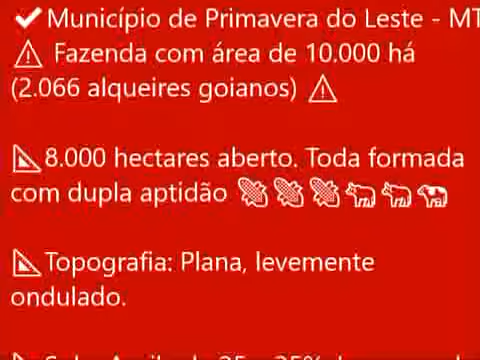 ✔Município de Primavera do Leste - MT
⚠ Fazenda com área de 10.000 há
(2.066 alqueires goianos) ⚠
📐8.000 hectares aberto. Toda formada
com dupla aptidão 🌽🌽🌽🐂🐂🐄
📐Topografia: Plana, levemente
ondulado.